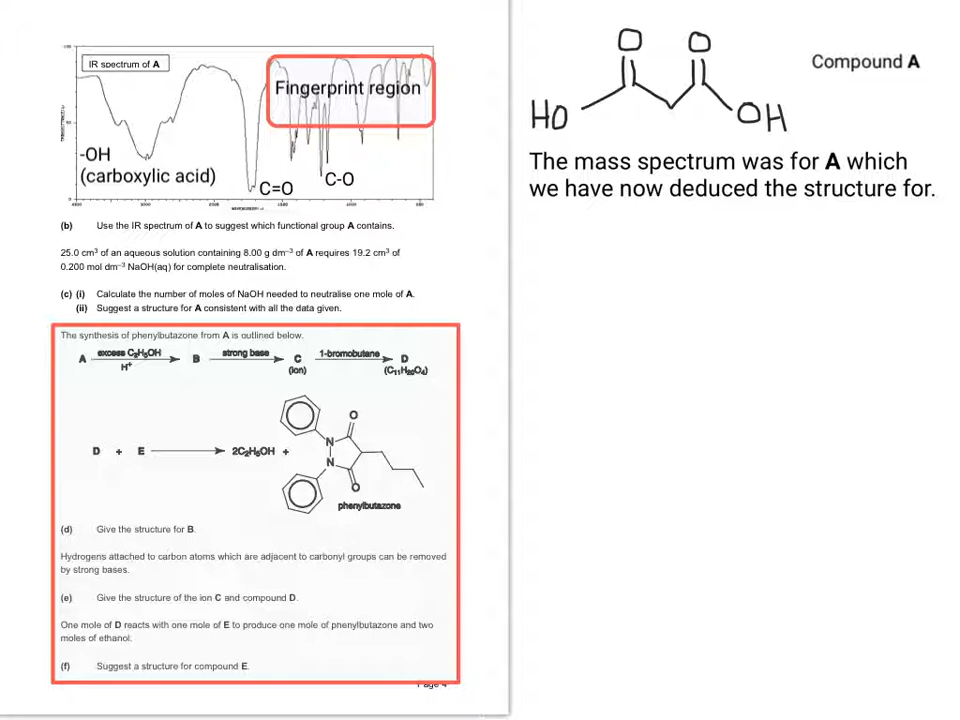 IR spectrum of A
Fingerprint region
-OH
(carboxylic acid)
C=O
C-O
(b) Use the IR spectrum of A to suggest which functional group A contains.
25.0 cm³ of an aqueous solution containing 8.00 g dm⁻³ of A requires 19.2 cm³ of
0.200 mol dm⁻³ NaOH(aq) for complete neutralisation.
(c) (i) Calculate the number of moles of NaOH needed to neutralise one mole of A.
(ii) Suggest a structure for A consistent with all the data given.
The synthesis of phenylbutazone from A is outlined below.
A excess C₂H₅OH H⁺ B strong base C (ion) 1-bromobutane D (C₁₁H₂₀O₄)
D + E 2C₂H₅OH +
O
N
N
O
phenylbutazone
(d) Give the structure for B.
Hydrogens attached to carbon atoms which are adjacent to carbonyl groups can be removed
by strong bases.
(e) Give the structure of the ion C and compound D.
One mole of D reacts with one mole of E to produce one mole of phenylbutazone and two
moles of ethanol.
(f) Suggest a structure for compound E.
O O
HO OH
Compound A
The mass spectrum was for A which
we have now deduced the structure for.